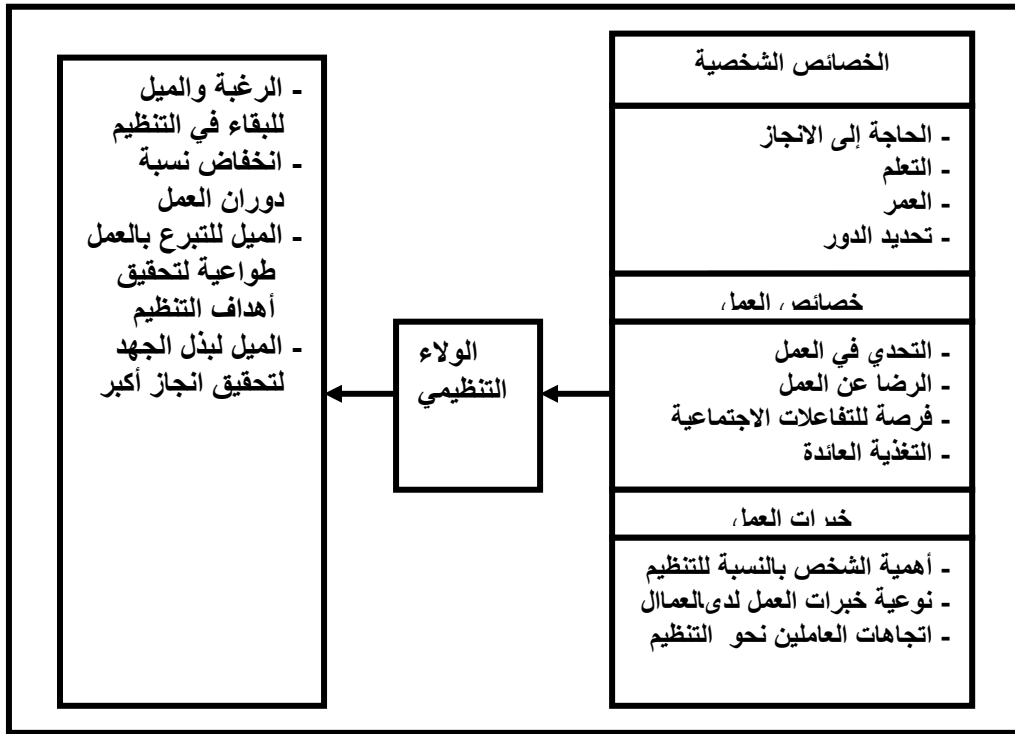 الخصائص الشخصية
- الحاجة إلى الانجاز
- التعلم
- العمر
- تحديد الدور
خصائص العمل
- التحدي في العمل
- الرضا عن العمل
- فرصة للتفاعلات الاجتماعية
- التغذية العائدة
خبرات العمل
- أهمية الشخص بالنسبة للتنظيم
- نوعية خبرات العمل لدى العمال
- اتجاهات العاملين نحو التنظيم
الولاء
التنظيمي
- الرغبة والميل
للبقاء في التنظيم
- انخفاض نسبة
دوران العمل
- الميل للتبرع بالعمل
طواعية لتحقيق
أهداف التنظيم
- الميل لبذل الجهد
لتحقيق انجاز أكبر